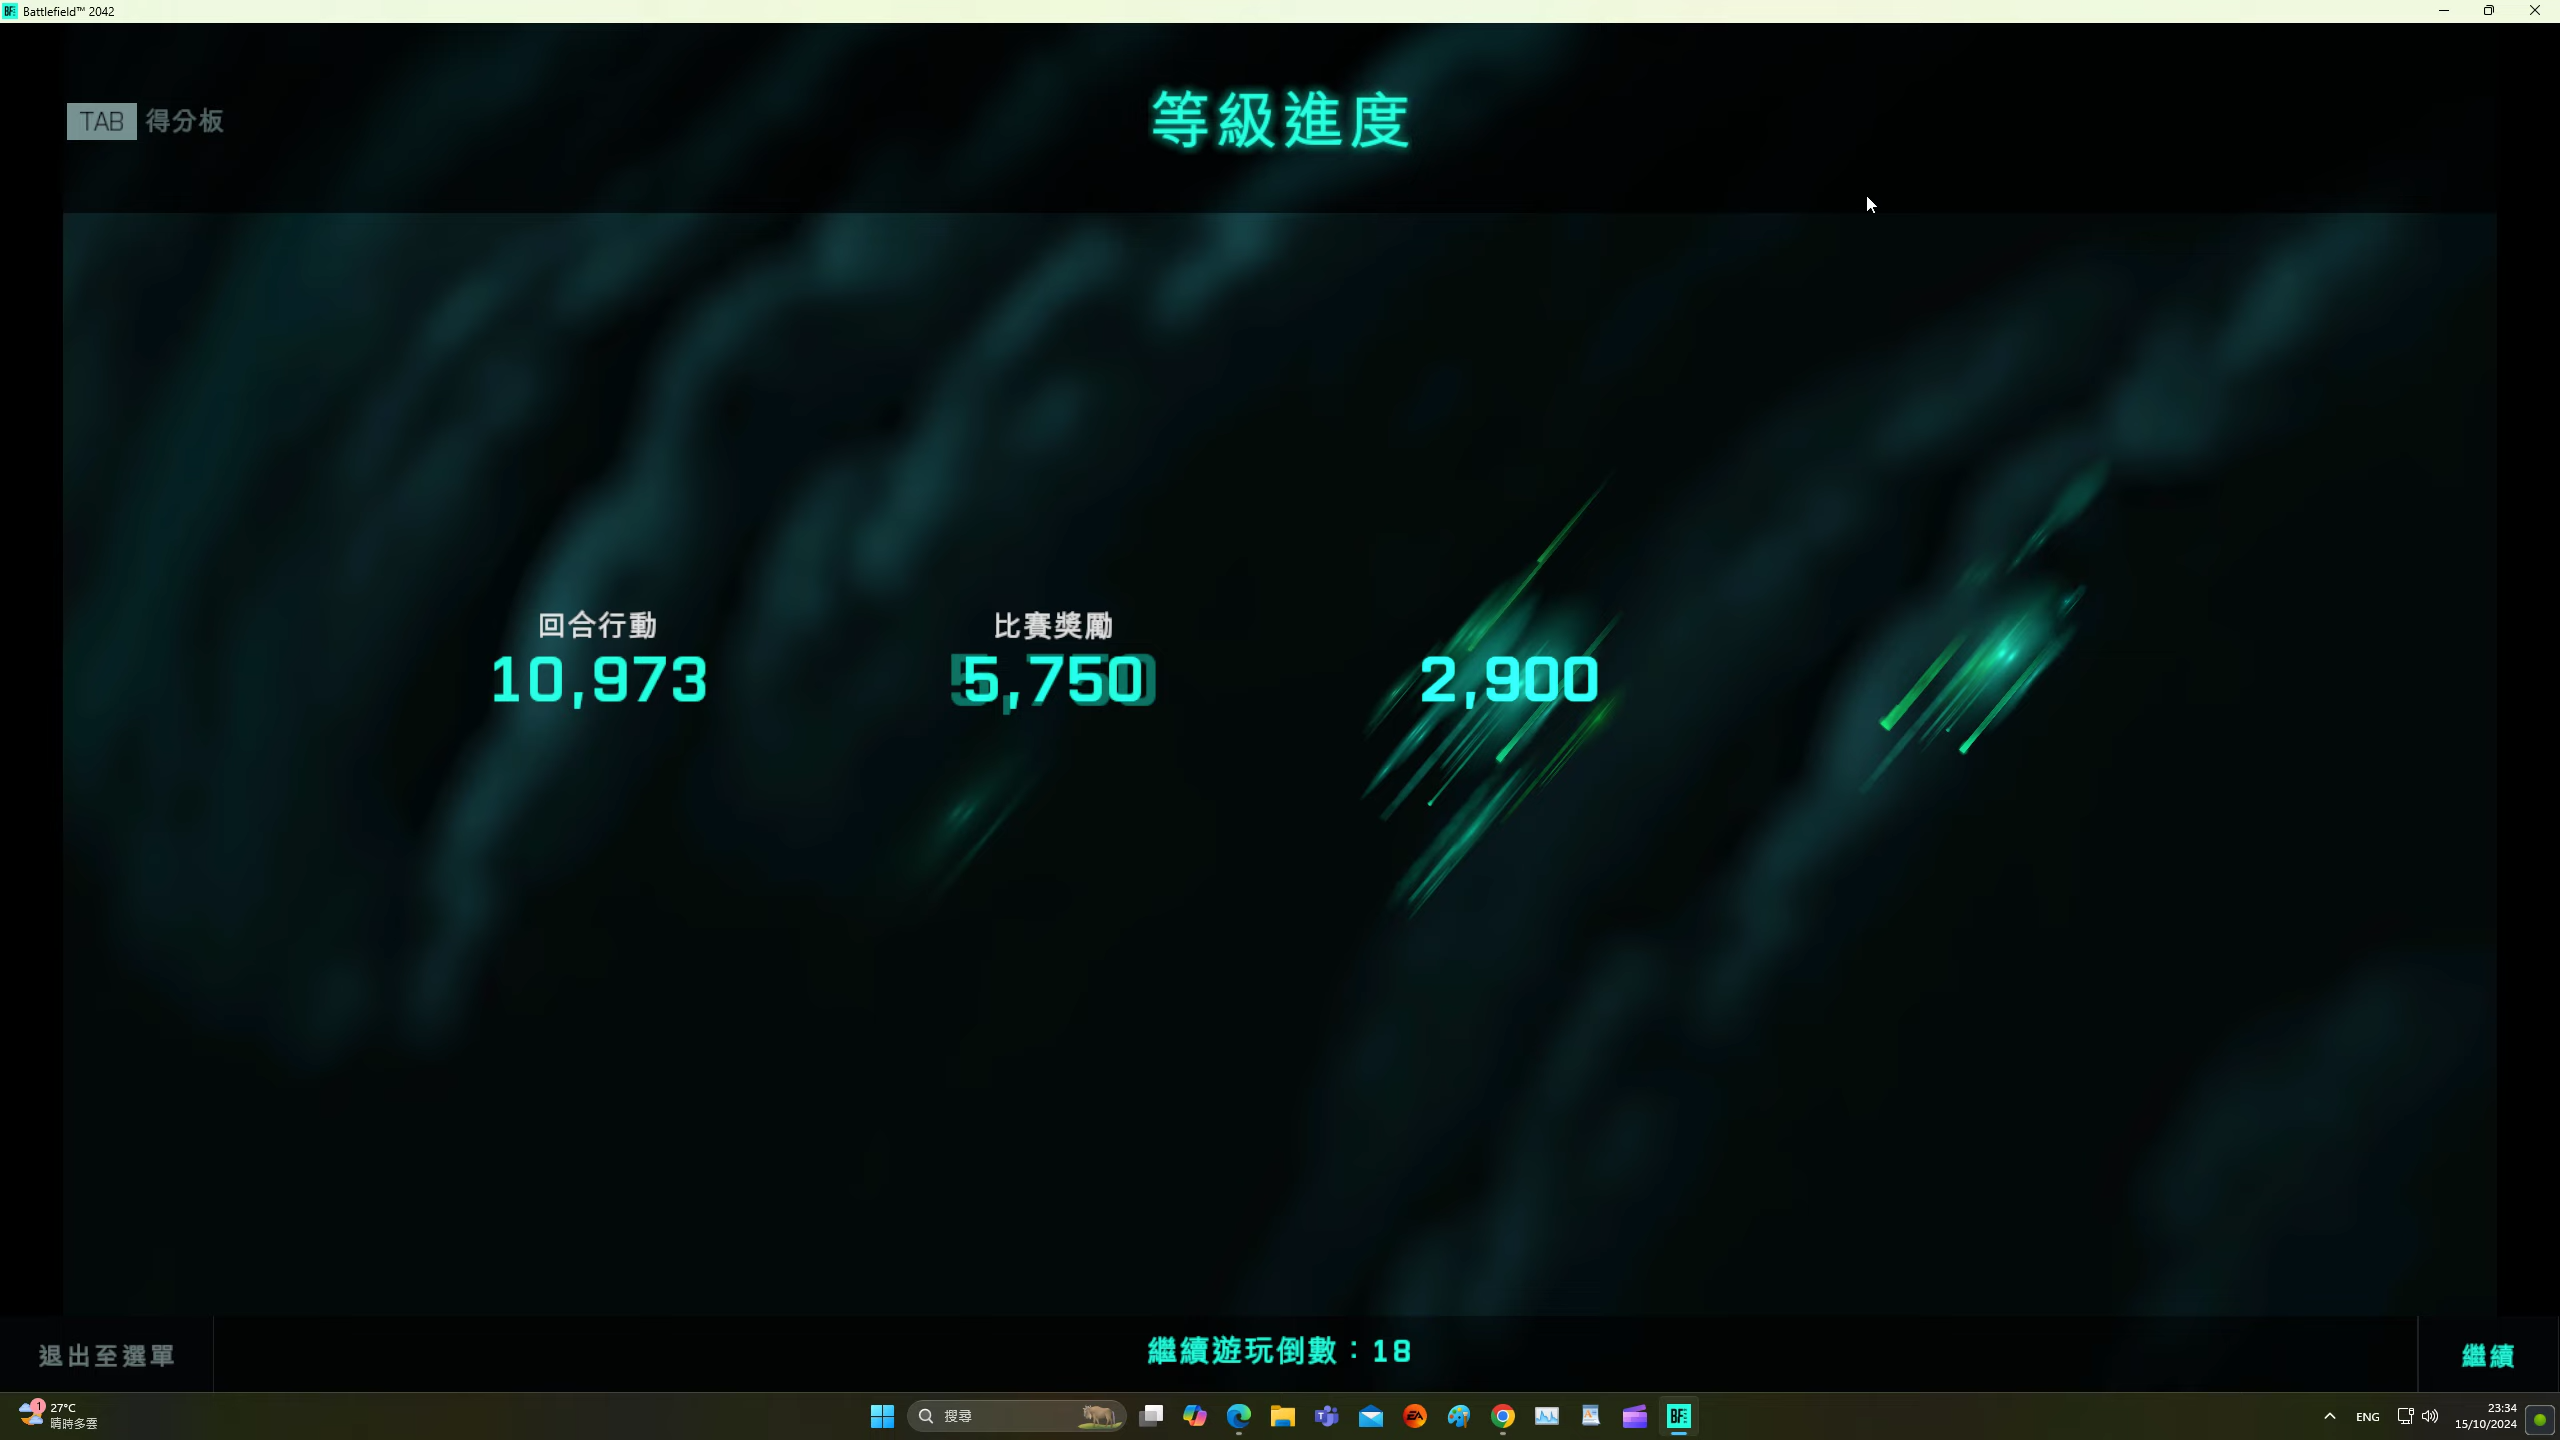 Battlefield™ 2042
TAB 得分板
等級進度
回合行動
10,973
比賽獎勵
5,750
2,900
退出至選單
繼續遊玩倒數：18
繼續
1
27°C
晴時多雲
搜尋
ENG
23:34
15/10/2024